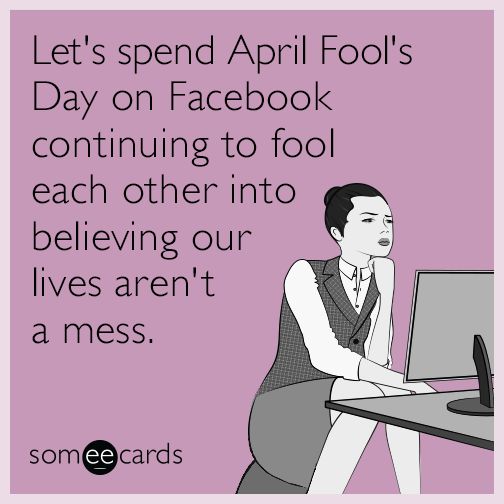 Let's spend April Fool's
Day on Facebook
continuing to fool
each other into
believing our
lives aren't
a mess.
someecards